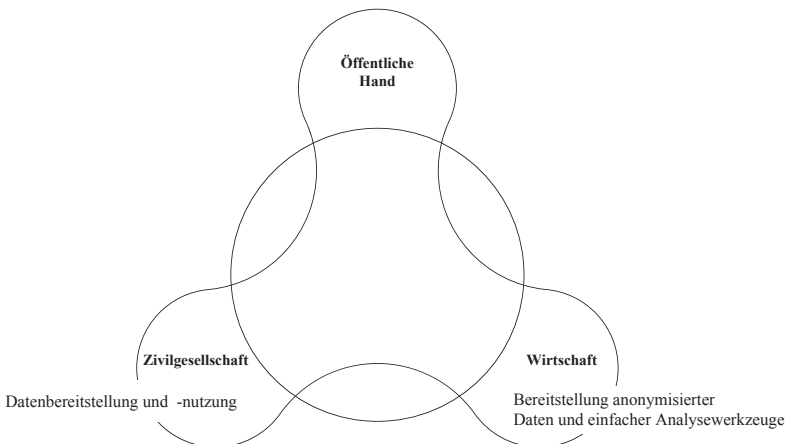 Öffentliche
Hand
Zivilgesellschaft
Datenbereitstellung und -nutzung
Wirtschaft
Bereitstellung anonymisierter
Daten und einfacher Analysewerkzeuge